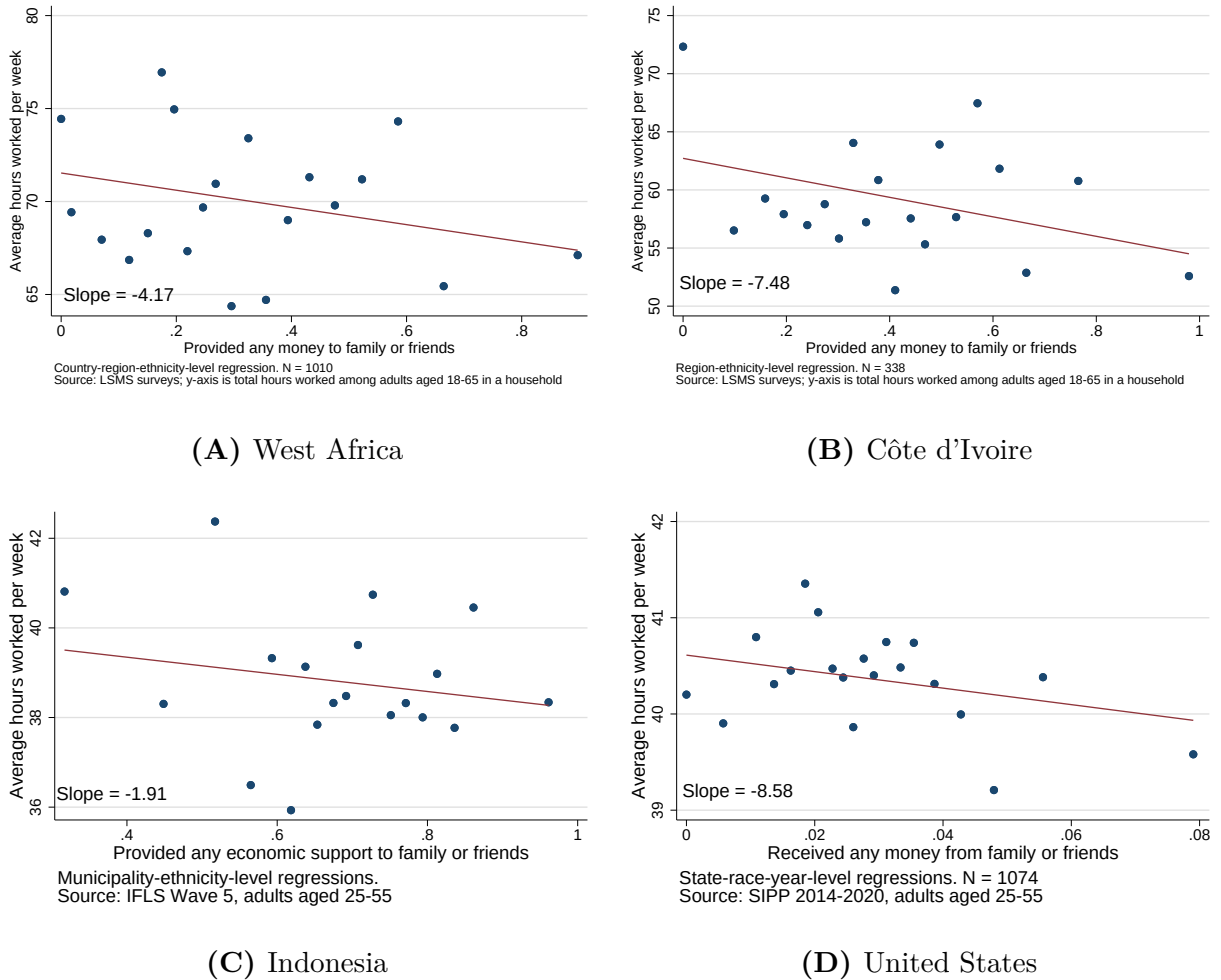 80
75
70
65
Average hours worked per week
Slope = -4.17
0 .2 .4 .6 .8
Provided any money to family or friends
Country-region-ethnicity-level regression. N = 1010
Source: LSMS surveys; y-axis is total hours worked among adults aged 18-65 in a household
(A) West Africa
75
70
65
60
55
50
Average hours worked per week
Slope = -7.48
0 .2 .4 .6 .8 1
Provided any money to family or friends
Region-ethnicity-level regression. N = 338
Source: LSMS surveys; y-axis is total hours worked among adults aged 18-65 in a household
(B) Côte d'Ivoire
42
40
38
36
Average hours worked per week
Slope = -1.91
.4 .6 .8 1
Provided any economic support to family or friends
Municipality-ethnicity-level regressions.
Source: IFLS Wave 5, adults aged 25-55
(C) Indonesia
42
41
40
39
Average hours worked per week
Slope = -8.58
0 .02 .04 .06 .08
Received any money from family or friends
State-race-year-level regressions. N = 1074
Source: SIPP 2014-2020, adults aged 25-55
(D) United States